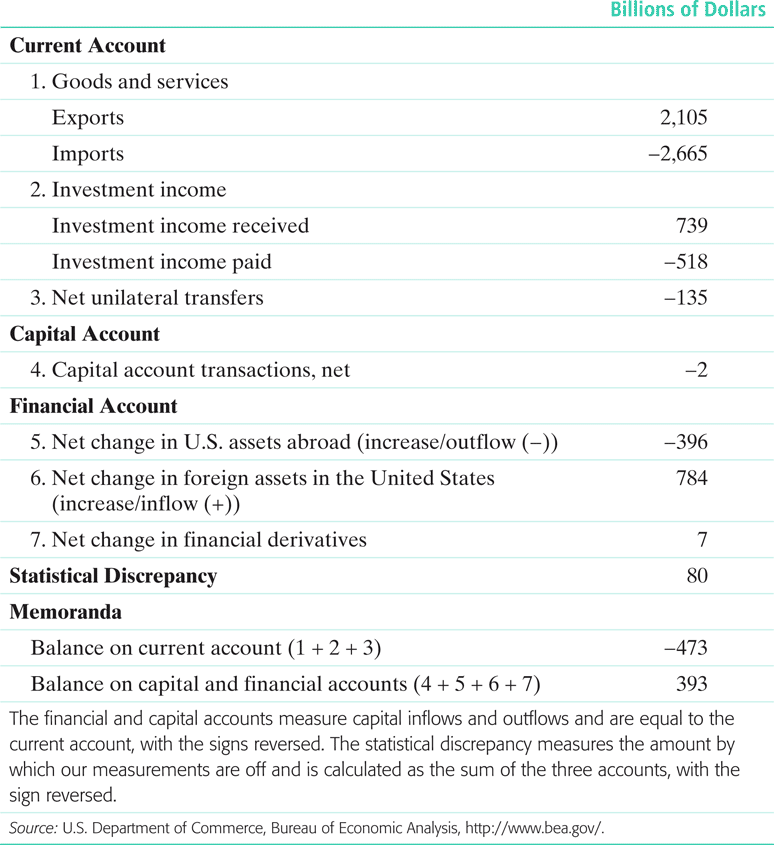 Billions of Dollars
Current Account
1. Goods and services
Exports 2,105
Imports –2,665
2. Investment income
Investment income received 739
Investment income paid –518
3. Net unilateral transfers –135
Capital Account
4. Capital account transactions, net –2
Financial Account
5. Net change in U.S. assets abroad (increase/outflow (–)) –396
6. Net change in foreign assets in the United States 784
(increase/inflow (+))
7. Net change in financial derivatives 7
Statistical Discrepancy 80
Memoranda
Balance on current account (1 + 2 + 3) –473
Balance on capital and financial accounts (4 + 5 + 6 + 7) 393
The financial and capital accounts measure capital inflows and outflows and are equal to the
current account, with the signs reversed. The statistical discrepancy measures the amount by
which our measurements are off and is calculated as the sum of the three accounts, with the
sign reversed.
Source: U.S. Department of Commerce, Bureau of Economic Analysis, http://www.bea.gov/.